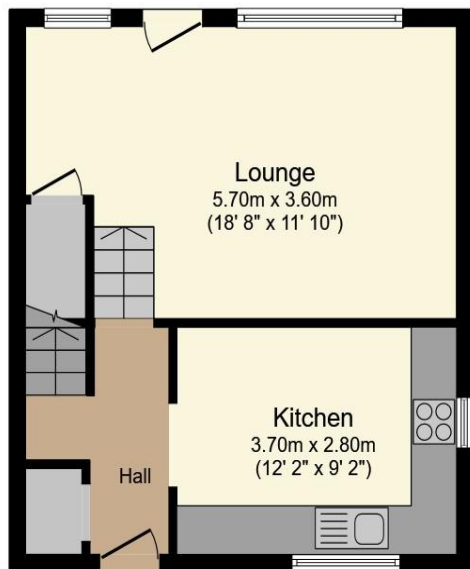 Lounge
5.70m x 3.60m
(18' 8" x 11' 10")
Kitchen
3.70m x 2.80m
(12' 2" x 9' 2")
Hall